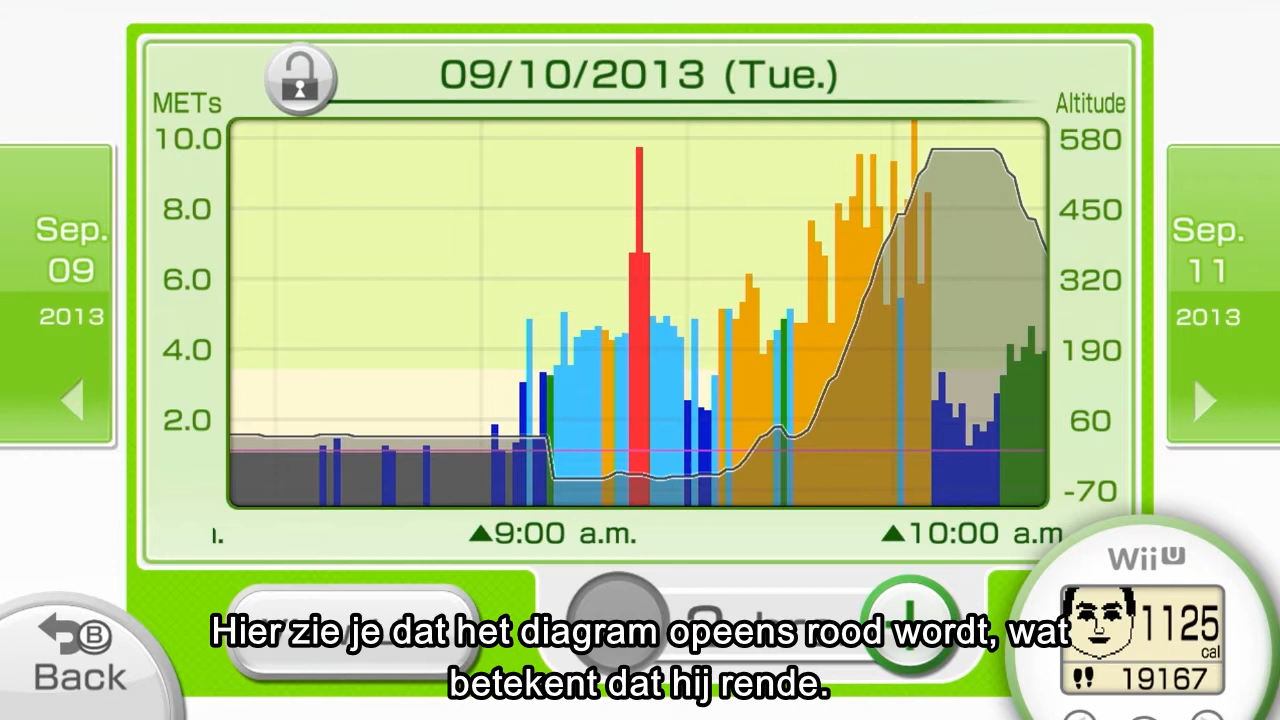 09/10/2013 (Tue.)
METs
Altitude
10.0
8.0
6.0
4.0
2.0
580
450
320
190
60
-70
Sep.
09
2013
Sep.
11
2013
9:00 a.m.
10:00 a.m
Wii U
1125
cal
19167
B
Back
Hier zie je dat het diagram opeens rood wordt, wat
betekent dat hij rende.